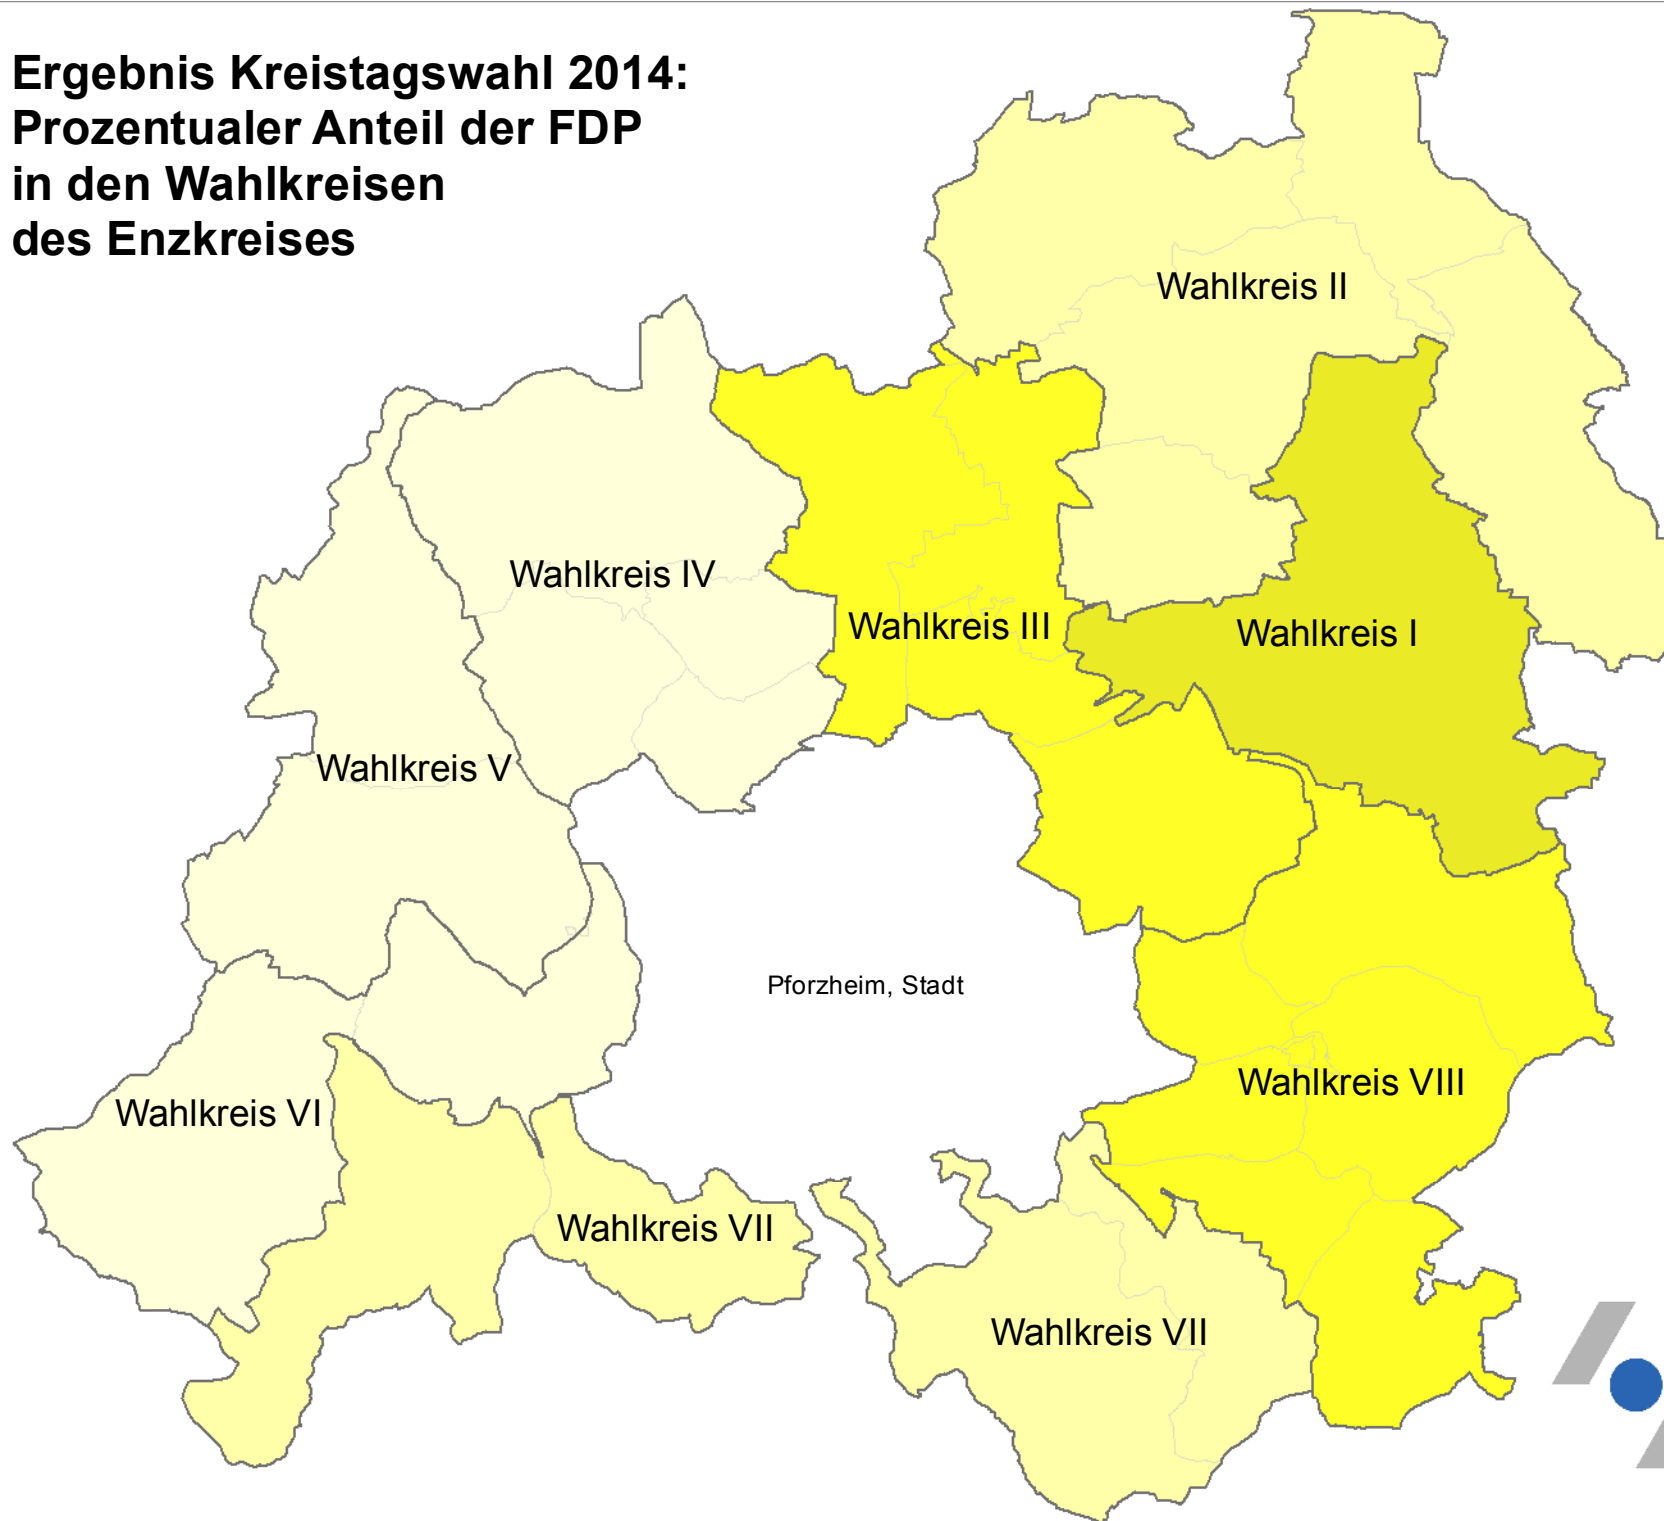 Ergebnis Kreistagswahl 2014:
Prozentualer Anteil der FDP
in den Wahlkreisen
des Enzkreises
Wahlkreis II
Wahlkreis IV
Wahlkreis III
Wahlkreis I
Wahlkreis V
Pforzheim, Stadt
Wahlkreis VIII
Wahlkreis VI
Wahlkreis VII
Wahlkreis VII